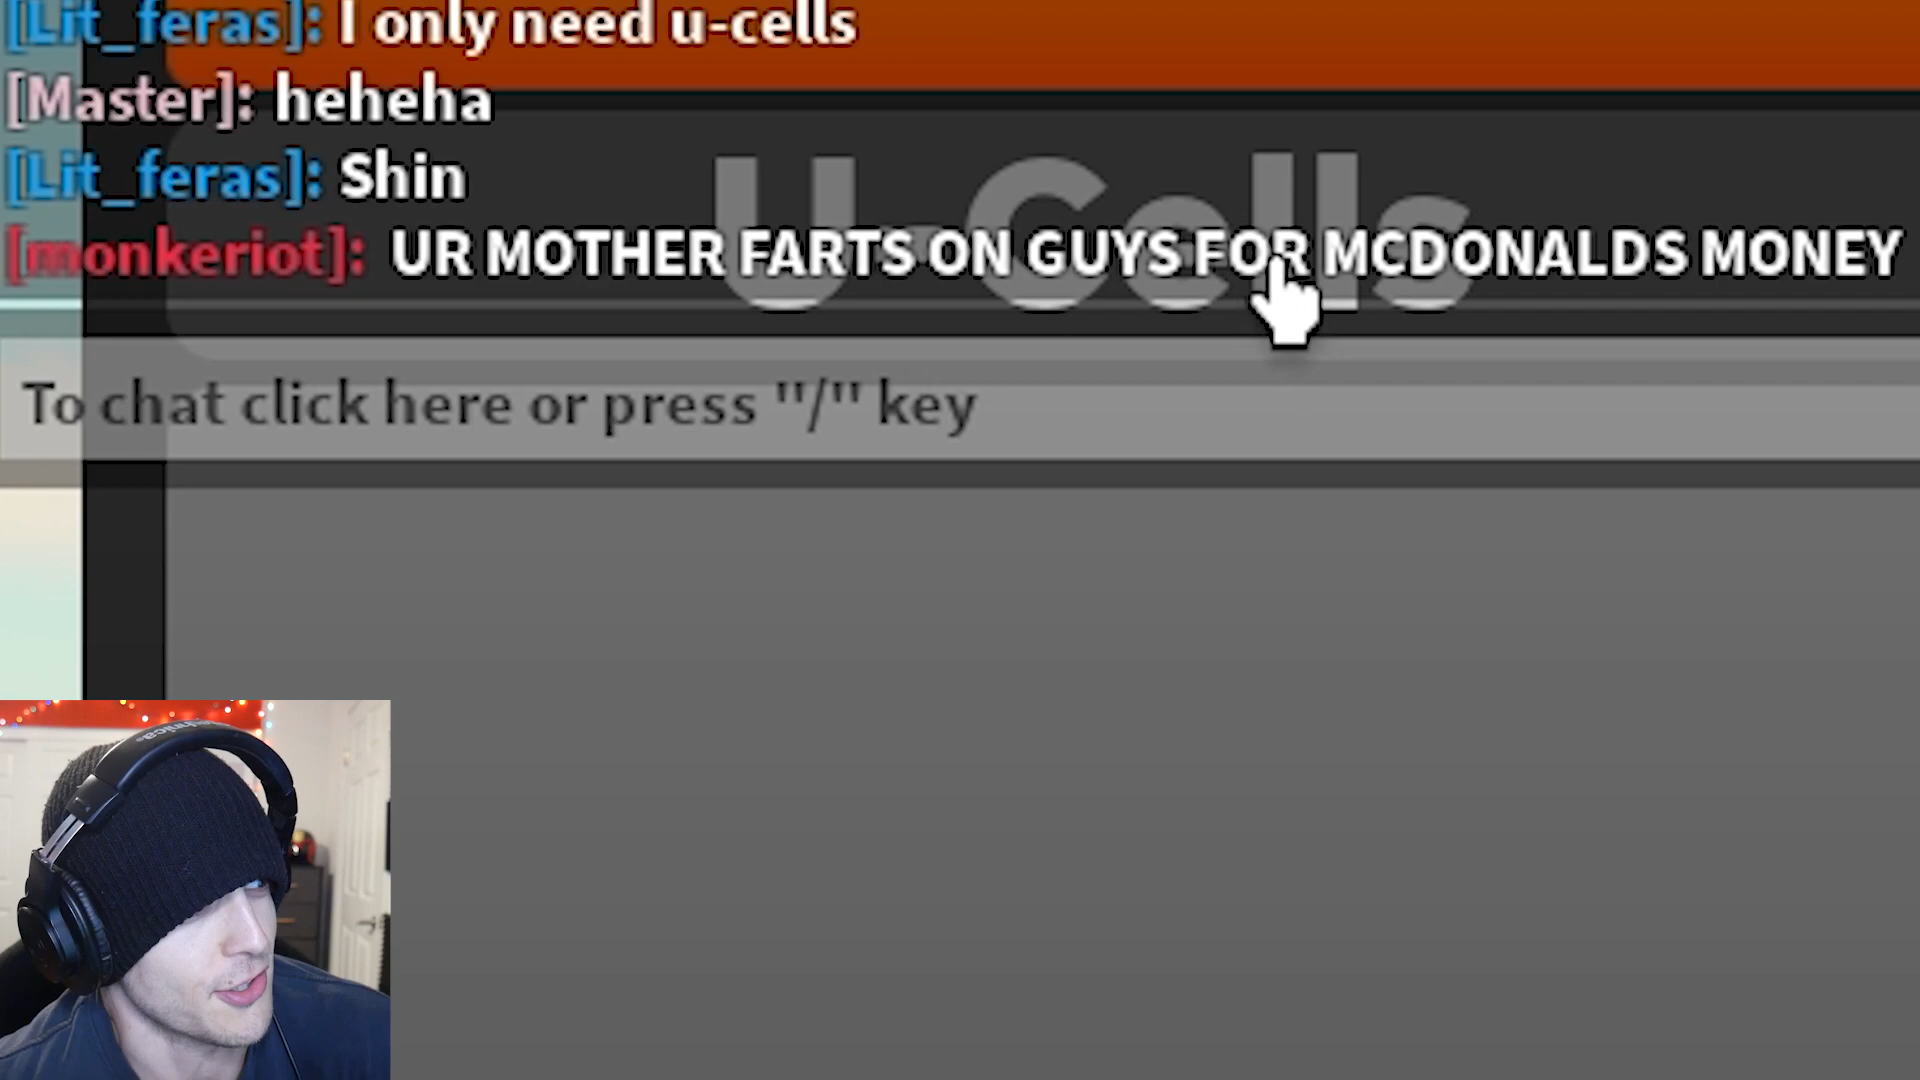 [Lit_feras]: I only need u-cells
[Master]: heheha
[Lit_feras]: Shin
U-Cells
[monkeriot]: UR MOTHER FARTS ON GUYS FOR MCDONALDS MONEY
To chat click here or press "/" key